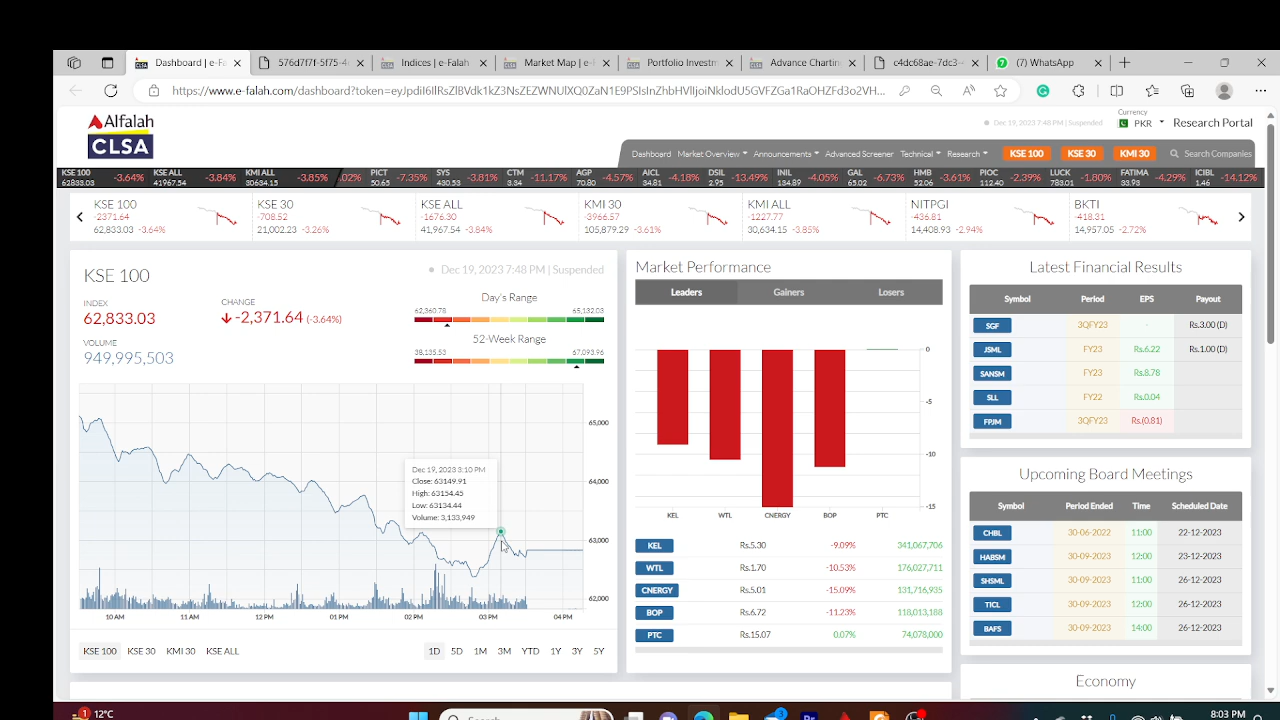 Dashboard | e-Fa
576d2f7f-5f75-4
Indices | e-Falah
Market Map | e-
Portfolio Investm
Advance Charting
c4dc68ae-7dc3-
(7) WhatsApp
Alfalah
CLSA
Dec 19, 2023 7:48 PM | Suspended
Currency
PKR
Research Portal
Dashboard Market Overview Announcements Advanced Screener Technical Research KSE 100 KSE 30 KMI 30 Search Companies
KSE 100 62833.03 -3.64% KSE ALL 41967.54 -3.84% KMI 30 30634.15 -3.85% .02% PICT 50.65 -7.35% SYS 430.53 -3.81% CTM 3.34 -11.17% AGP 70.80 -4.57% AICL 34.81 -4.18% DSIL 2.95 -13.49% INIL 134.89 -4.05% GAL 65.02 -6.73% HMB 52.06 -3.61% PIOC 112.40 -2.39% LUCK 783.01 -1.80% FATIMA 33.93 -4.29% ICIBL 1.46 -14.12%
KSE 100 KSE 30 KSE ALL KMI 30 KMI ALL NITPGI BKTI
-2371.64 -708.52 -1676.30 -3966.57 -1227.77 -436.81 -418.31
62,833.03 -3.64% 21,002.23 -3.26% 41,967.54 -3.84% 105,879.29 -3.61% 30,634.15 -3.85% 14,408.93 -2.94% 14,957.05 -2.72%
KSE 100
Dec 19, 2023 7:48 PM | Suspended
INDEX
62,833.03
CHANGE
-2,371.64 (-3.64%)
VOLUME
949,995,503
Day's Range
62,360.78 65,132.03
52-Week Range
38,135.53 67,093.96
65,000
64,000
63,000
62,000
Dec 19, 2023 3:10 PM
Close: 63149.91
High: 63154.45
Low: 63134.44
Volume: 3,133,949
10 AM 11 AM 12 PM 01 PM 02 PM 03 PM 04 PM
KSE 100 KSE 30 KMI 30 KSE ALL
1D 5D 1M 3M YTD 1Y 3Y 5Y
Market Performance
Leaders Gainers Losers
0
-5
-10
-15
KEL WTL CNERGY BOP PTC
KEL Rs.5.30 -9.09% 341,067,706
WTL Rs.1.70 -10.53% 176,027,711
CNERGY Rs.5.01 -15.09% 131,716,935
BOP Rs.6.72 -11.23% 118,013,188
PTC Rs.15.07 0.07% 74,078,000
Latest Financial Results
Symbol Period EPS Payout
SGF 3QFY23 - Rs.3.00 (D)
JSML FY23 Rs.6.22 Rs.1.00 (D)
SANSM FY23 Rs.8.78
SLL FY22 Rs.0.04
FPJM 3QFY23 Rs.(0.81)
Upcoming Board Meetings
Symbol Period Ended Time Scheduled Date
CHBL 30-06-2022 11:00 22-12-2023
HABSM 30-09-2023 12:00 23-12-2023
SHSML 30-09-2023 11:00 26-12-2023
TICL 30-09-2023 12:00 26-12-2023
BAFS 30-09-2023 14:00 26-12-2023
Economy
1
12°C
8:03 PM